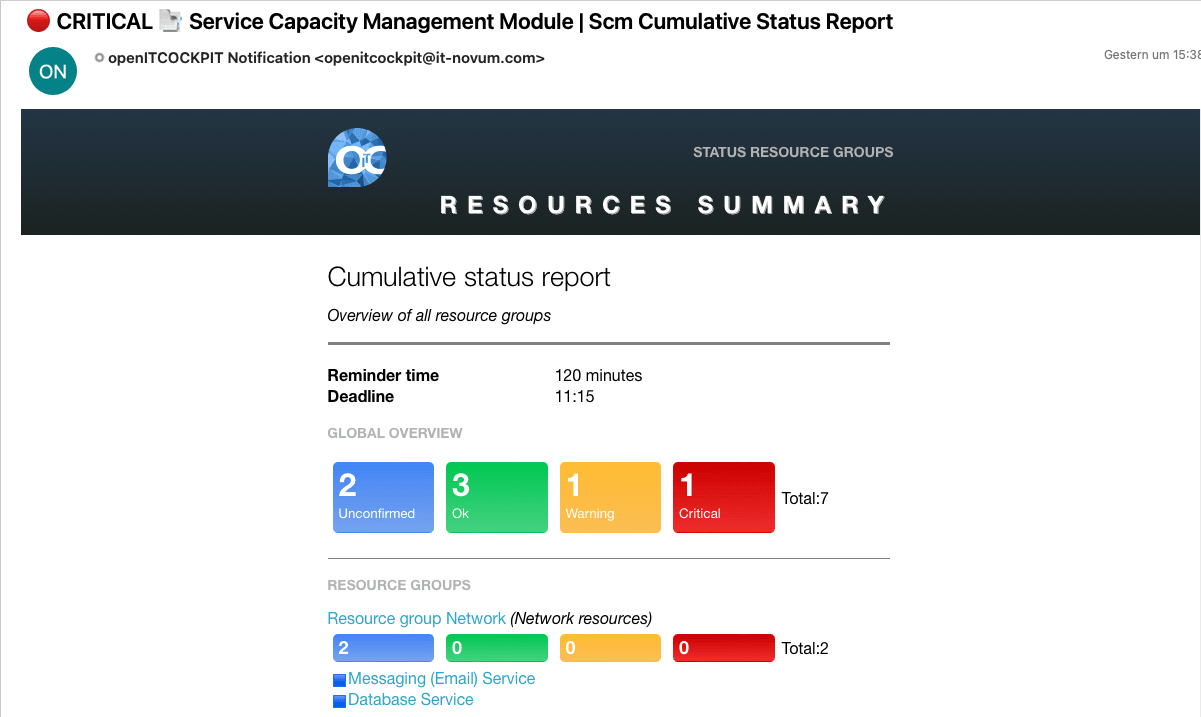 CRITICAL Service Capacity Management Module | Scm Cumulative Status Report
ON
openITCOCKPIT Notification <openitcockpit@it-novum.com>
Gestern um 15:38
STATUS RESOURCE GROUPS
RESOURCES SUMMARY
Cumulative status report
Overview of all resource groups
Reminder time 120 minutes
Deadline 11:15
GLOBAL OVERVIEW
2 3 1 1
Unconfirmed Ok Warning Critical Total:7
RESOURCE GROUPS
Resource group Network (Network resources)
2 0 0 0 Total:2
Messaging (Email) Service
Database Service